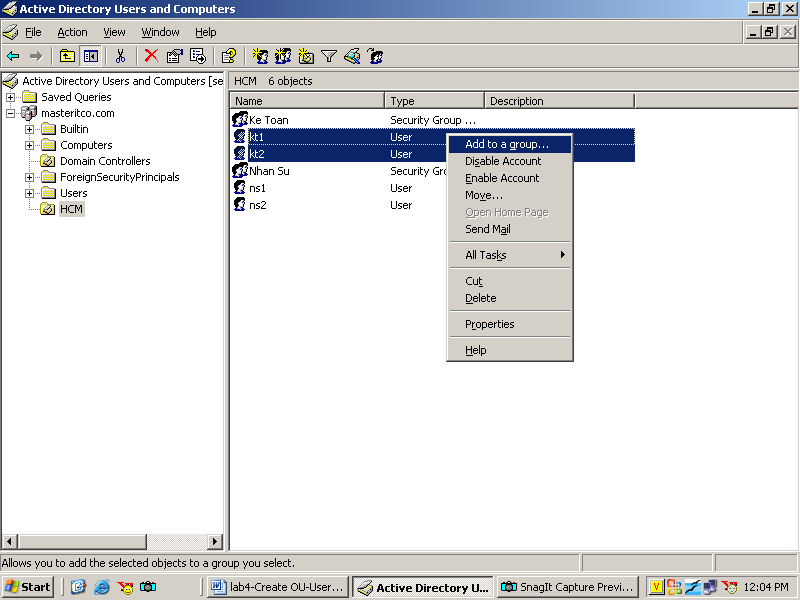 Active Directory Users and Computers
File Action View Window Help
Active Directory Users and Computers [se
Saved Queries
masteritco.com
Builtin
Computers
Domain Controllers
ForeignSecurityPrincipals
Users
HCM
HCM 6 objects
Name Type Description
Ke Toan Security Group ...
kt1 User
kt2 User
Nhan Su Security Gro
ns1 User
ns2 User
Add to a group...
Disable Account
Enable Account
Move...
Open Home Page
Send Mail
All Tasks
Cut
Delete
Properties
Help
Allows you to add the selected objects to a group you select.
Start lab4-Create OU-User... Active Directory U... SnagIt Capture Previ... V 12:04 PM